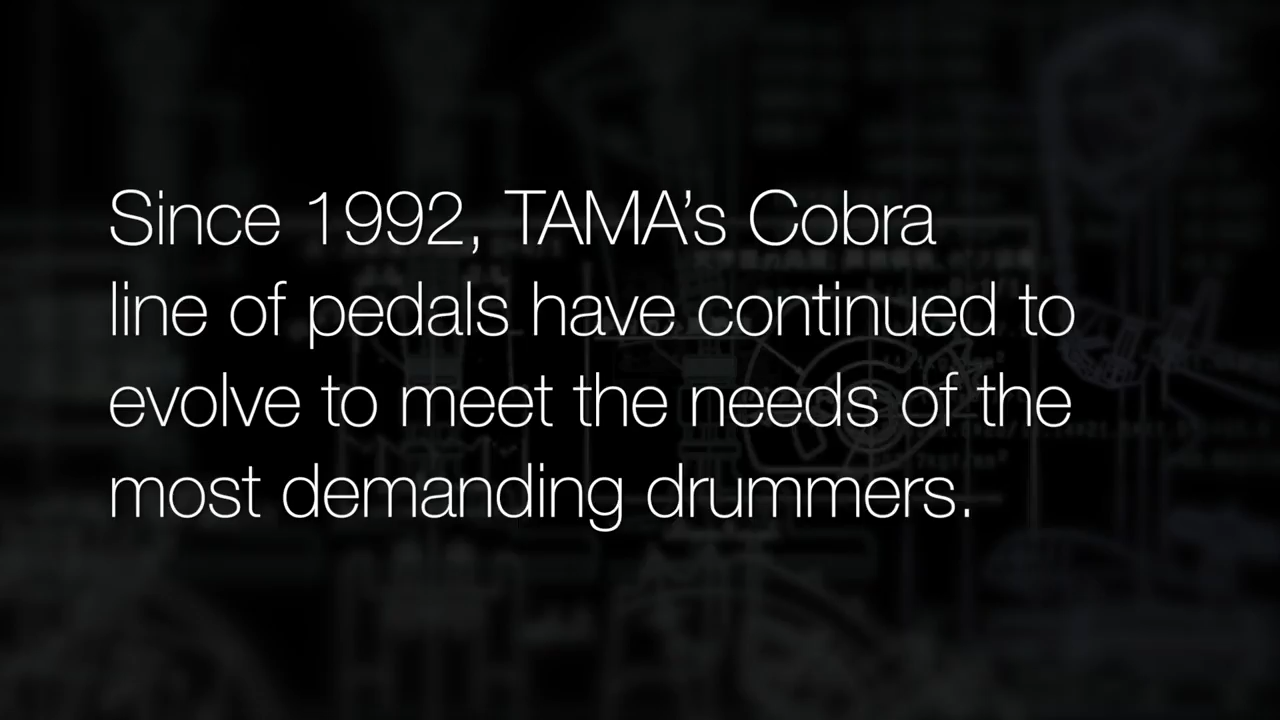 Since 1992, TAMA’s Cobra
line of pedals have continued to
evolve to meet the needs of the
most demanding drummers.